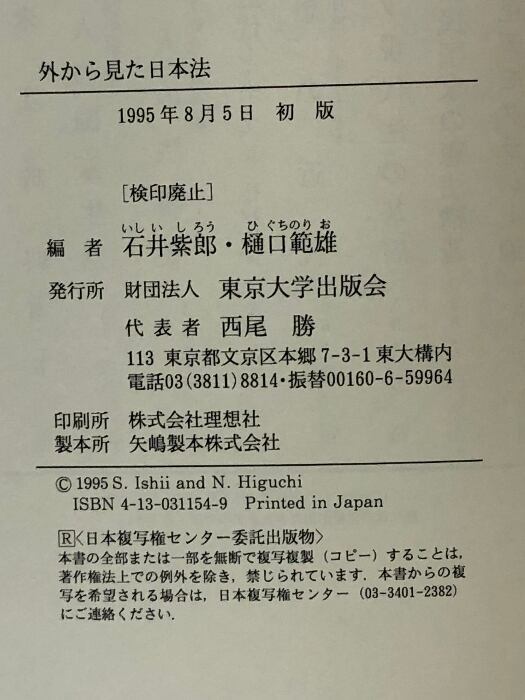 外から見た日本法
1995年8月5日 初 版
[検印廃止]
いしい しろう ひぐちのりお
編 者 石井紫郎・樋口範雄
発行所 財団法人 東京大学出版会
代表者 西尾 勝
113 東京都文京区本郷7-3-1東大構内
電話03(3811)8814・振替00160-6-59964
印刷所 株式会社理想社
製本所 矢嶋製本株式会社
© 1995 S. Ishii and N. Higuchi
ISBN 4-13-031154-9 Printed in Japan
R〈日本複写権センター委託出版物〉
本書の全部または一部を無断で複写複製（コピー）することは，
著作権法上での例外を除き，禁じられています．本書からの複
写を希望される場合は，日本複写権センター（03-3401-2382）
にご連絡ください．